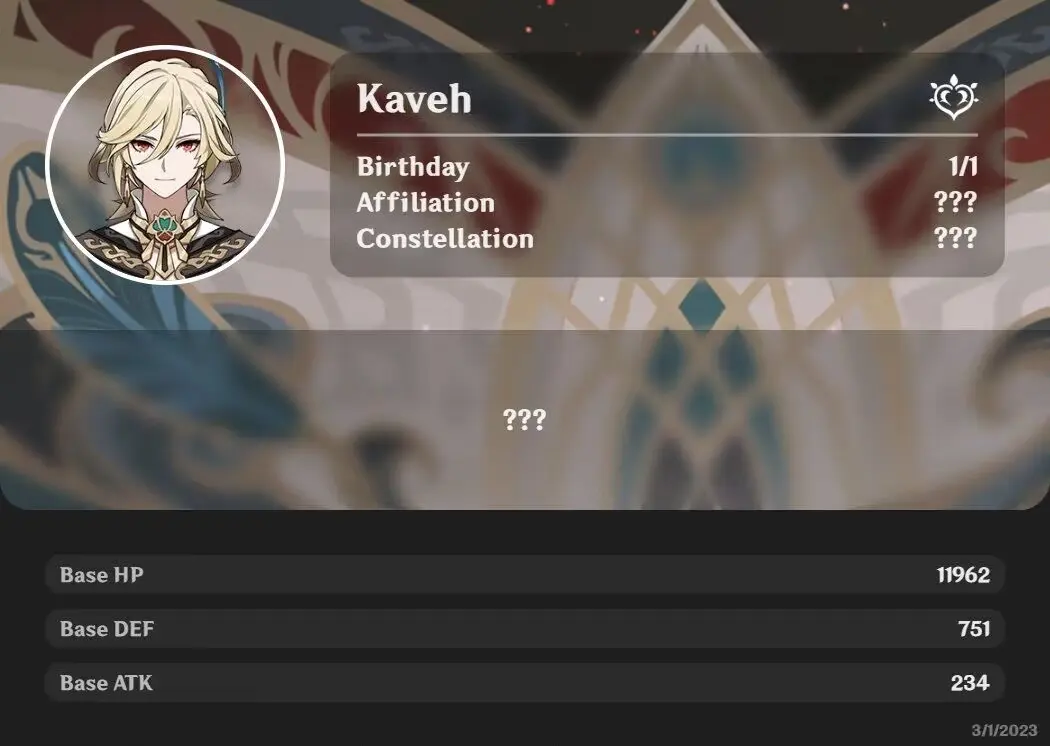 Kaveh
Birthday 1/1
Affiliation ???
Constellation ???
???
Base HP 11962
Base DEF 751
Base ATK 234
3/1/2023